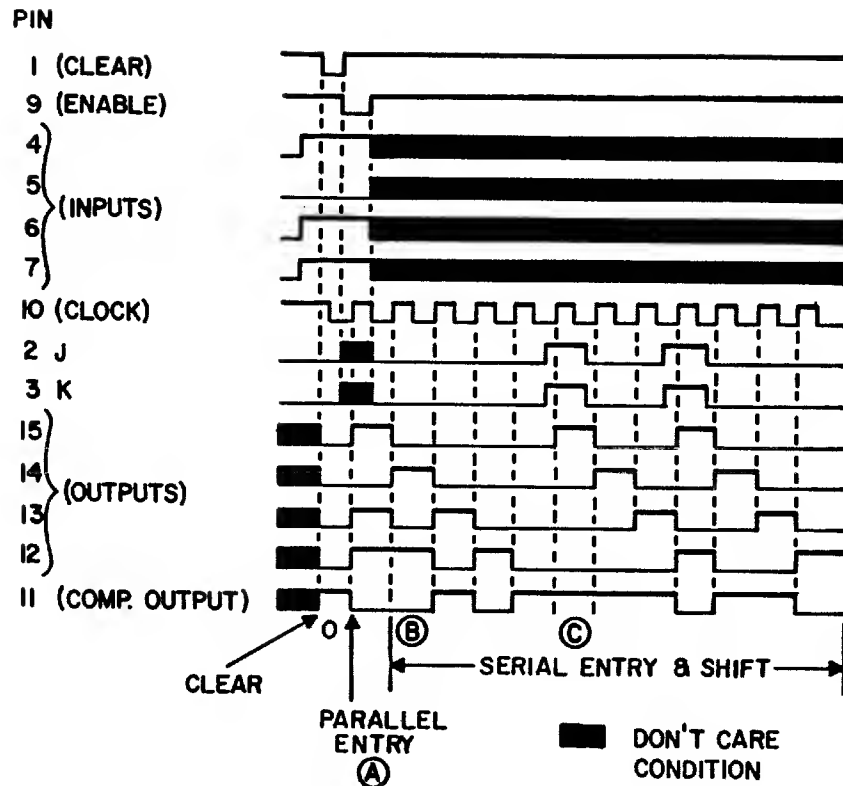 PIN
1 (CLEAR)
9 (ENABLE)
4
5
(INPUTS)
6
7
10 (CLOCK)
2 J
3 K
15
14
(OUTPUTS)
13
12
11 (COMP. OUTPUT)
0
B
C
CLEAR
SERIAL ENTRY & SHIFT
PARALLEL
ENTRY
A
DON'T CARE
CONDITION